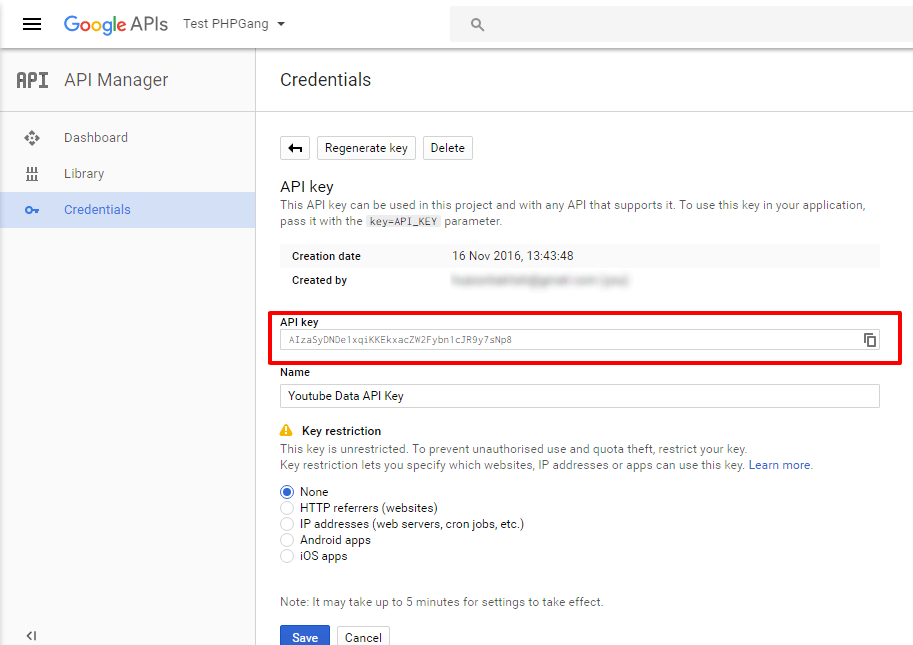 Google APIs Test PHPGang
API API Manager
Credentials
Dashboard
Library
Credentials
Regenerate key
Delete
API key
This API key can be used in this project and with any API that supports it. To use this key in your application,
pass it with the key=API_KEY parameter.
Creation date 16 Nov 2016, 13:43:48
Created by
API key
AIzaSyDNDe1xqiKKEkxacZW2Fybn1cJR9y7sNp8
Name
Youtube Data API Key
Key restriction
This key is unrestricted. To prevent unauthorised use and quota theft, restrict your key.
Key restriction lets you specify which websites, IP addresses or apps can use this key. Learn more.
None
HTTP referrers (websites)
IP addresses (web servers, cron jobs, etc.)
Android apps
iOS apps
Note: It may take up to 5 minutes for settings to take effect.
Save
Cancel